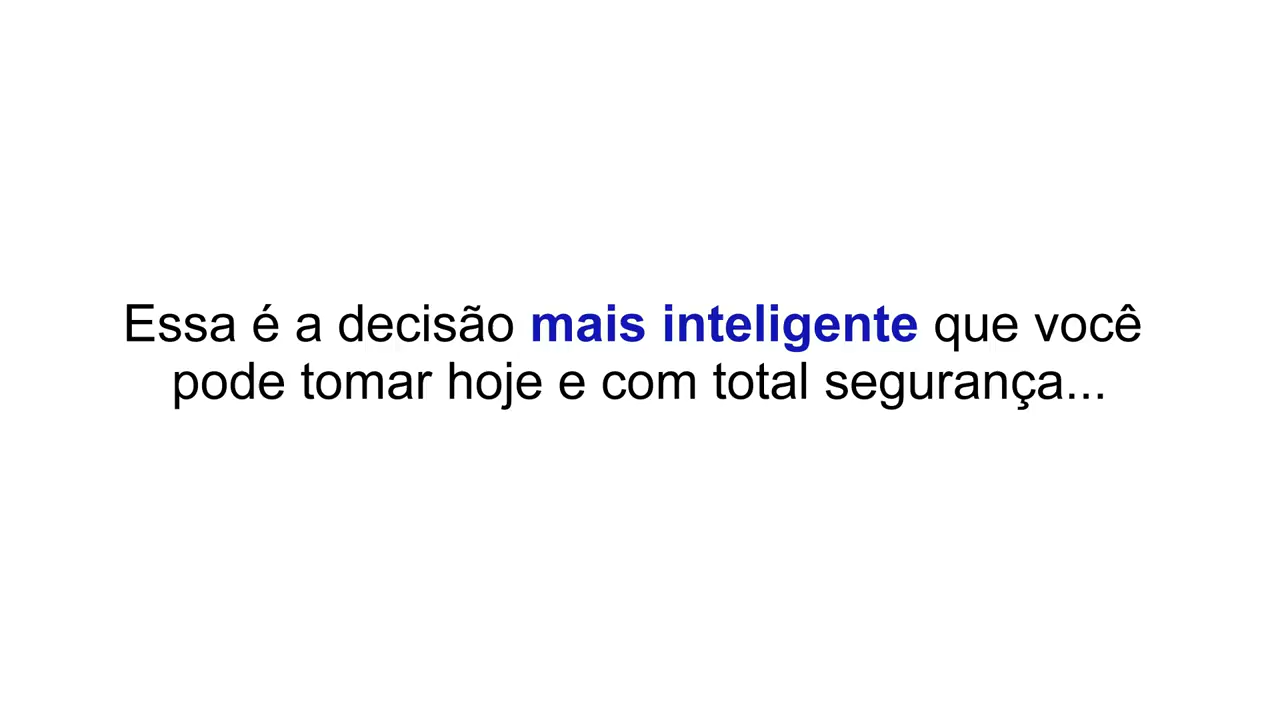 Essa é a decisão mais inteligente que você
pode tomar hoje e com total segurança...